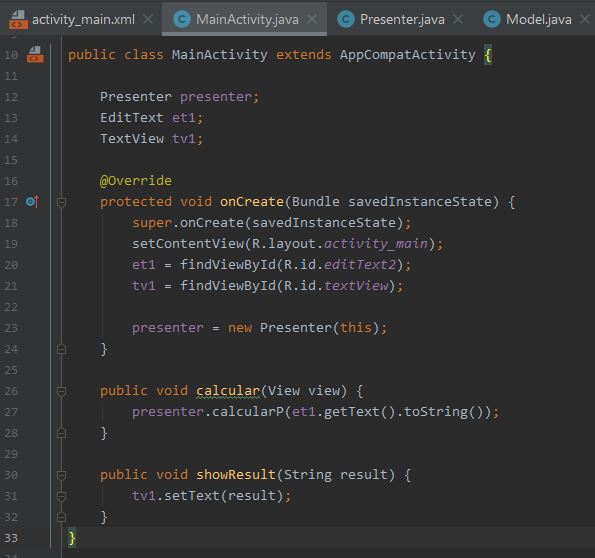 activity_main.xml MainActivity.java Presenter.java Model.java
10 public class MainActivity extends AppCompatActivity {
11
12 Presenter presenter;
13 EditText et1;
14 TextView tv1;
15
16 @Override
17 protected void onCreate(Bundle savedInstanceState) {
18 super.onCreate(savedInstanceState);
19 setContentView(R.layout.activity_main);
20 et1 = findViewById(R.id.editText2);
21 tv1 = findViewById(R.id.textView);
22
23 presenter = new Presenter(this);
24 }
25
26 public void calcular(View view) {
27 presenter.calcularP(et1.getText().toString());
28 }
29
30 public void showResult(String result) {
31 tv1.setText(result);
32 }
33 }